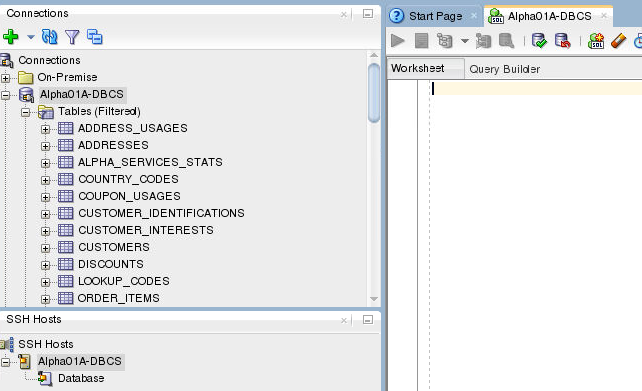 Connections
Connections
On-Premise
Alpha01A-DBCS
Tables (Filtered)
ADDRESS_USAGES
ADDRESSES
ALPHA_SERVICES_STATS
COUNTRY_CODES
COUPON_USAGES
CUSTOMER_IDENTIFICATIONS
CUSTOMER_INTERESTS
CUSTOMERS
DISCOUNTS
LOOKUP_CODES
ORDER_ITEMS
SSH Hosts
SSH Hosts
Alpha01A-DBCS
Database
Start Page
Alpha01A-DBCS
Worksheet
Query Builder